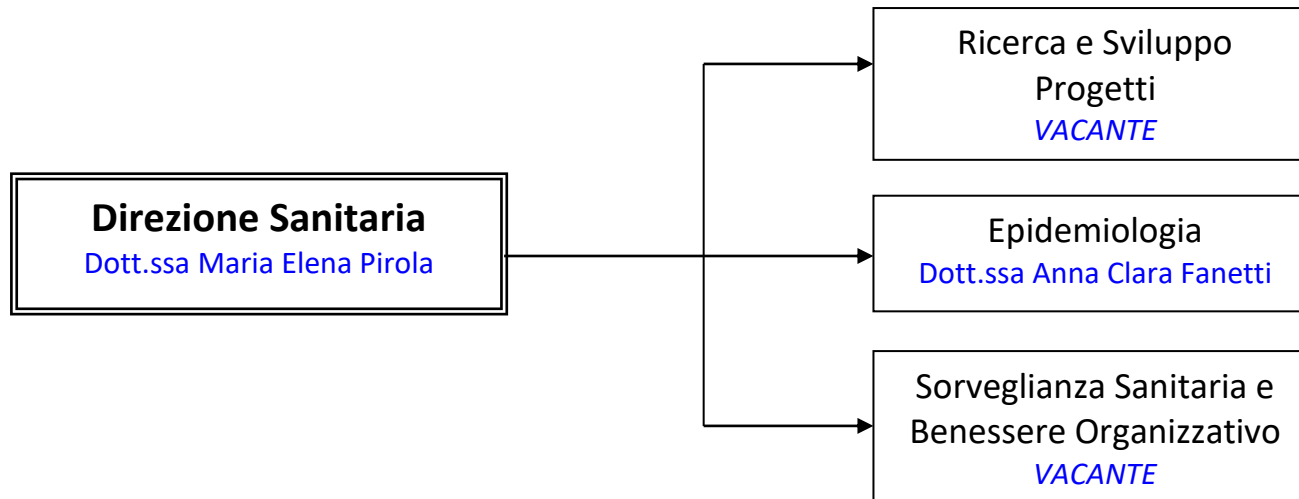 Ricerca e Sviluppo
Progetti
VACANTE
Direzione Sanitaria
Dott.ssa Maria Elena Pirola
Epidemiologia
Dott.ssa Anna Clara Fanetti
Sorveglianza Sanitaria e
Benessere Organizzativo
VACANTE